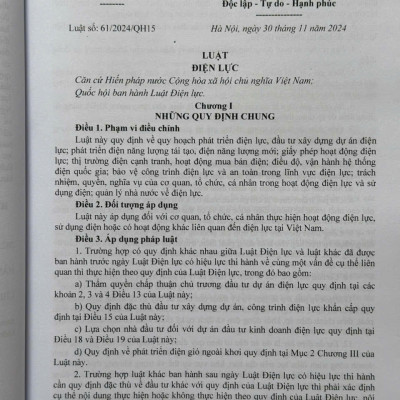 Độc lập - Tự do - Hạnh phúc
Luật số: 61/2024/QH15
Hà Nội, ngày 30 tháng 11 năm 2024
LUẬT
ĐIỆN LỰC
Căn cứ Hiến pháp nước Cộng hòa xã hội chủ nghĩa Việt Nam;
Quốc hội ban hành Luật Điện lực.
Chương I
NHỮNG QUY ĐỊNH CHUNG
Điều 1. Phạm vi điều chỉnh
Luật này quy định về quy hoạch phát triển điện lực, đầu tư xây dựng dự án điện
lực; phát triển điện năng lượng tái tạo, điện năng lượng mới; giấy phép hoạt động điện
lực; thị trường điện cạnh tranh, hoạt động mua bán điện; điều độ, vận hành hệ thống
điện quốc gia; bảo vệ công trình điện lực và an toàn trong lĩnh vực điện lực; trách
nhiệm, quyền, nghĩa vụ của cơ quan, tổ chức, cá nhân trong hoạt động điện lực và sử
dụng điện; quản lý nhà nước về điện lực.
Điều 2. Đối tượng áp dụng
Luật này áp dụng đối với cơ quan, tổ chức, cá nhân thực hiện hoạt động điện lực,
sử dụng điện hoặc có hoạt động khác liên quan đến điện lực tại Việt Nam.
Điều 3. Áp dụng pháp luật
1. Trường hợp có quy định khác nhau giữa Luật Điện lực và luật khác đã được
ban hành trước ngày Luật Điện lực có hiệu lực thi hành về cùng một vấn đề cụ thể liên
quan thì thực hiện theo quy định của Luật Điện lực, trong đó bao gồm:
a) Thẩm quyền chấp thuận chủ trương đầu tư dự án điện lực quy định tại các
khoản 2, 3 và 4 Điều 13 của Luật này;
b) Quy định đặc thù đầu tư xây dựng dự án, công trình điện lực khẩn cấp quy
định tại Điều 15 của Luật này;
c) Lựa chọn nhà đầu tư đối với dự án đầu tư kinh doanh điện lực quy định tại
Điều 18 và Điều 19 của Luật này;
d) Quy định về phát triển điện gió ngoài khơi quy định tại Mục 2 Chương III của
Luật này.
2. Trường hợp luật khác ban hành sau ngày Luật Điện lực có hiệu lực thi hành
cần quy định đặc thù về đầu tư khác với quy định của Luật Điện lực thì phải xác định
cụ thể nội dung thực hiện hoặc không thực hiện theo quy định của Luật Điện lực, nội